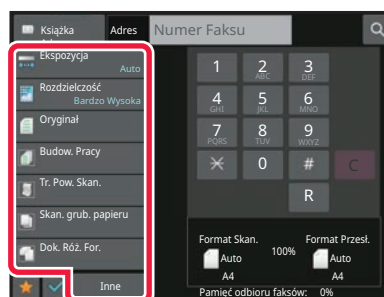 Książka
Adres
Numer Faksu
Ekspozycja
Auto
Rozdzielczość
Bardzo Wysoka
Oryginał
Budow. Pracy
Tr. Pow. Skan.
Skan. grub. papieru
Dok. Róż. For.
Inne
1 2 3
ABC DEF
4 5 6
GHI JKL MNO
7 8 9
PQRS TUV WXYZ
0 #
C
R
Format Skan. Format Przesł.
Auto 100% Auto
A4 A4
Pamięć odbioru faksów: 0%